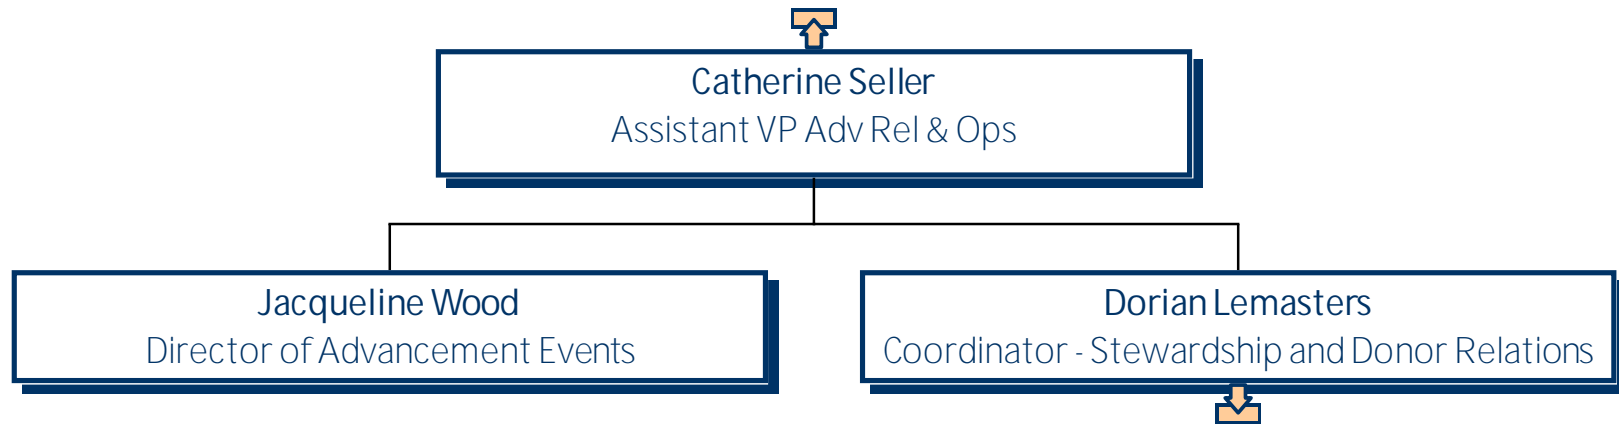 Catherine Seller
Assistant VP Adv Rel & Ops
Jacqueline Wood
Director of Advancement Events
Dorian Lemasters
Coordinator - Stewardship and Donor Relations